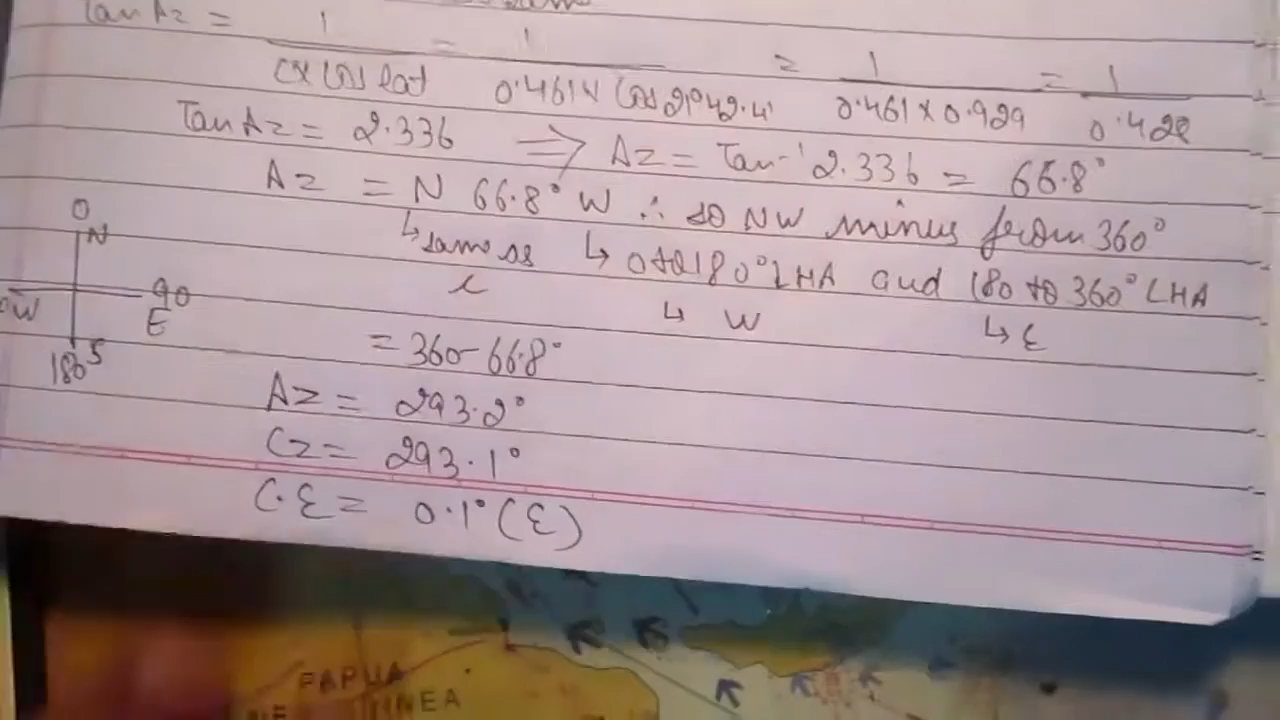 Tan Az = 1 = 1 = 1 = 1
C x Cos lat 0.461 x Cos 21°42.4' 0.461 x 0.929 0.428
Tan Az = 2.336 ⇒ Az = Tan⁻¹ 2.336 = 66.8°
Az = N 66.8° W ∴ so NW minus from 360°
↳ same as ↳ 0 to 180° LHA and 180 to 360° LHA
C ↳ W ↳ E
= 360 - 66.8°
Az = 293.2°
Cz = 293.1°
C.E = 0.1° (E)
0
N
W 90
E
180 S
PAPUA
INEA